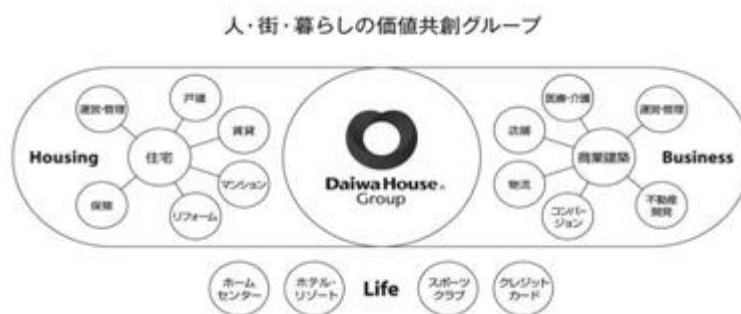 人・街・暮らしの価値共創グループ
Housing
運営・管理
戸建
賃貸
住宅
マンション
保険
リフォーム
Daiwa House®
Group
医療・介護
店舗
運営・管理
商業建築
物流
コンバー
ジョン
不動産
開発
Business
ホーム
センター
ホテル・
リゾート
Life
スポーツ
クラブ
クレジット
カード